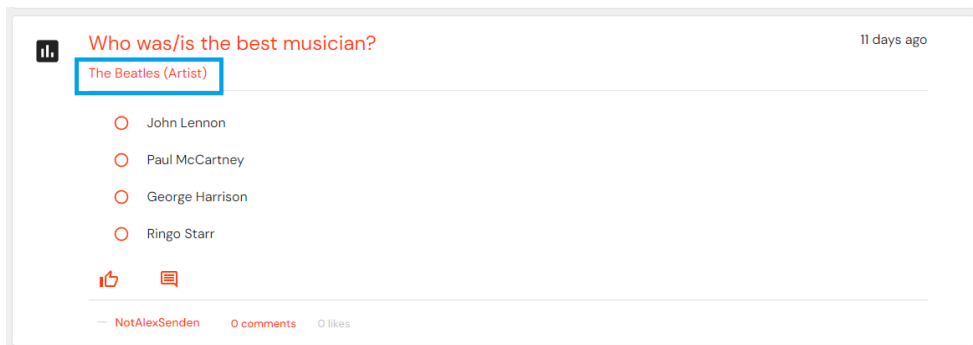 Who was/is the best musician?
11 days ago
The Beatles (Artist)
John Lennon
Paul McCartney
George Harrison
Ringo Starr
— NotAlexSenden 0 comments 0 likes